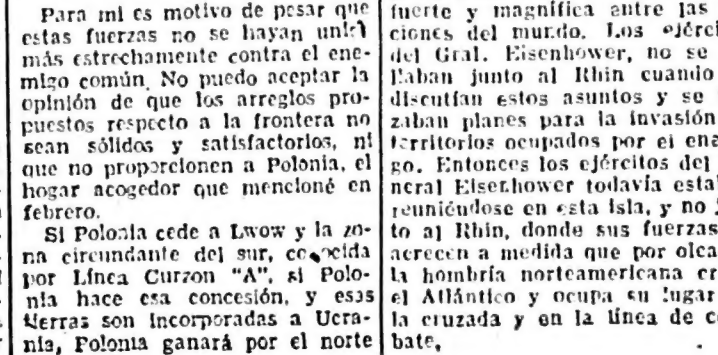 Para mi es motivo de pesar que
estas fuerzas no se hayan
más estrechamente contra el ene-
migo común. No puedo aceptar la
opinión de que los arreglos pro-
puestos respecto a la frontera no
sean sólidos y satisfactorios, ni
que no proporcionen a Polonia, el
hogar acogedor que mencioné en
febrero.
Si Polonia cede a Lwow y la zo-
na circundante del sur, conocida
por Línea Curzon "A", si Polo-
nia hace esa concesión, y esas
tierras son incorporadas a Ucra-
nia, Polonia ganará por el norte
fuerte y magnífica entre las
ciones del mundo. Los
del Gral. Eisenhower, no se
llaban junto al Rhin cuando
discutían estos asuntos y se
zaban planes para la invasión
territorios ocupados por el
go. Entonces los ejércitos del
neral Eisenhower todavía
reuniéndose en esta isla, y no
to al Rhin, donde sus fuerzas
acrecen a medida que por
la hombría norteamericana
el Atlántico y ocupa su lugar
la cruzada y en la línea de
bate.